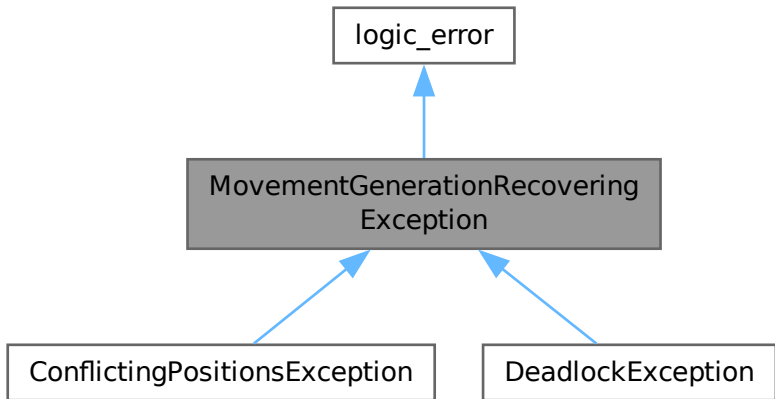 logic_error
MovementGenerationRecovering
Exception
ConflictingPositionsException
DeadlockException